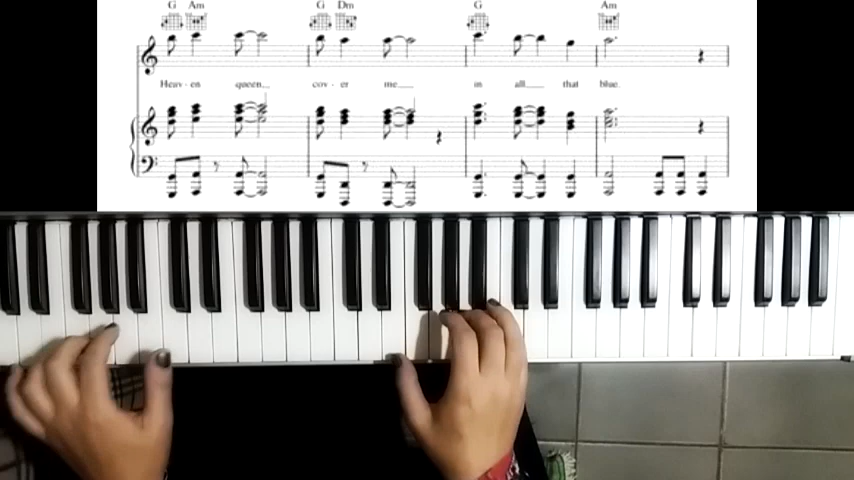 G Am G Dm G Am
Heav - en queen cov - er me in all that blue.